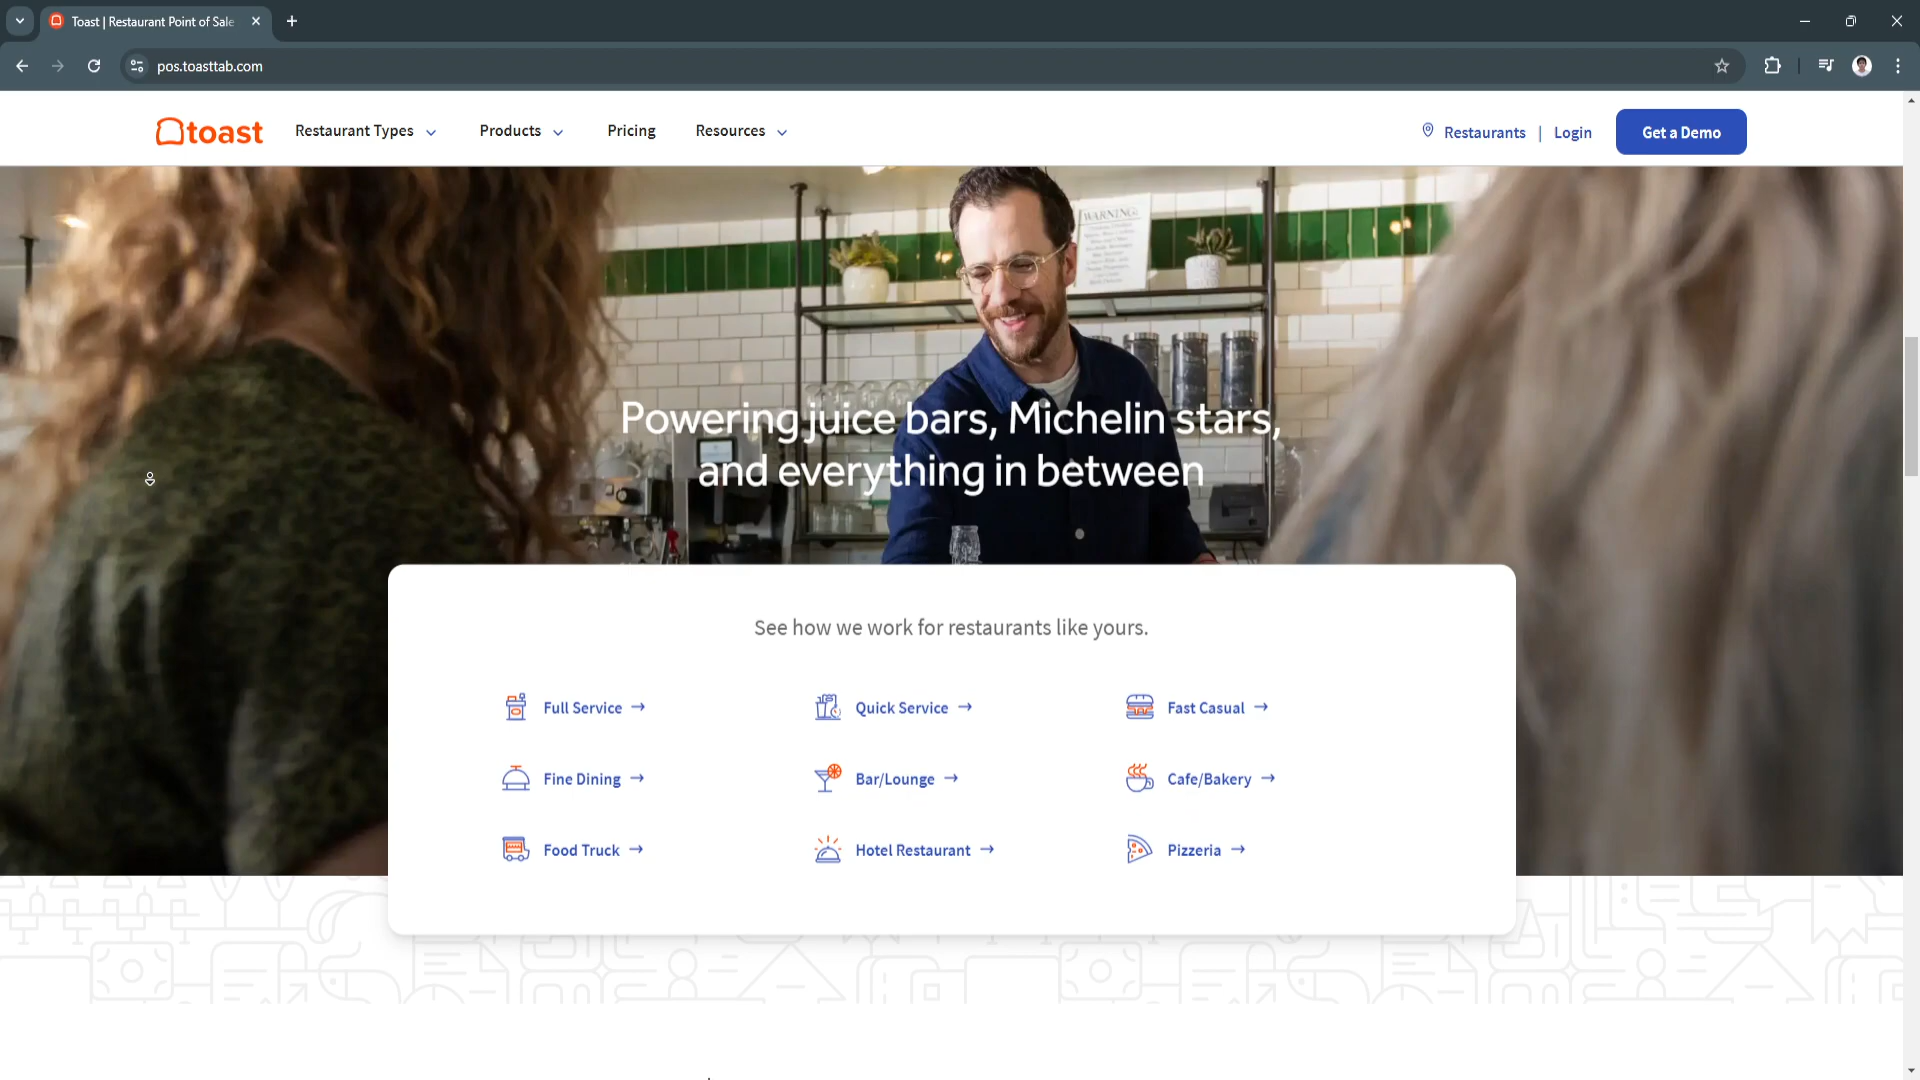 Toast | Restaurant Point of Sale
pos.toasttab.com
toast
Restaurant Types
Products
Pricing
Resources
Restaurants | Login
Get a Demo
WARNING:
Powering juice bars, Michelin stars,
and everything in between
See how we work for restaurants like yours.
Full Service →
Quick Service →
Fast Casual →
Fine Dining →
Bar/Lounge →
Cafe/Bakery →
Food Truck →
Hotel Restaurant →
Pizzeria →